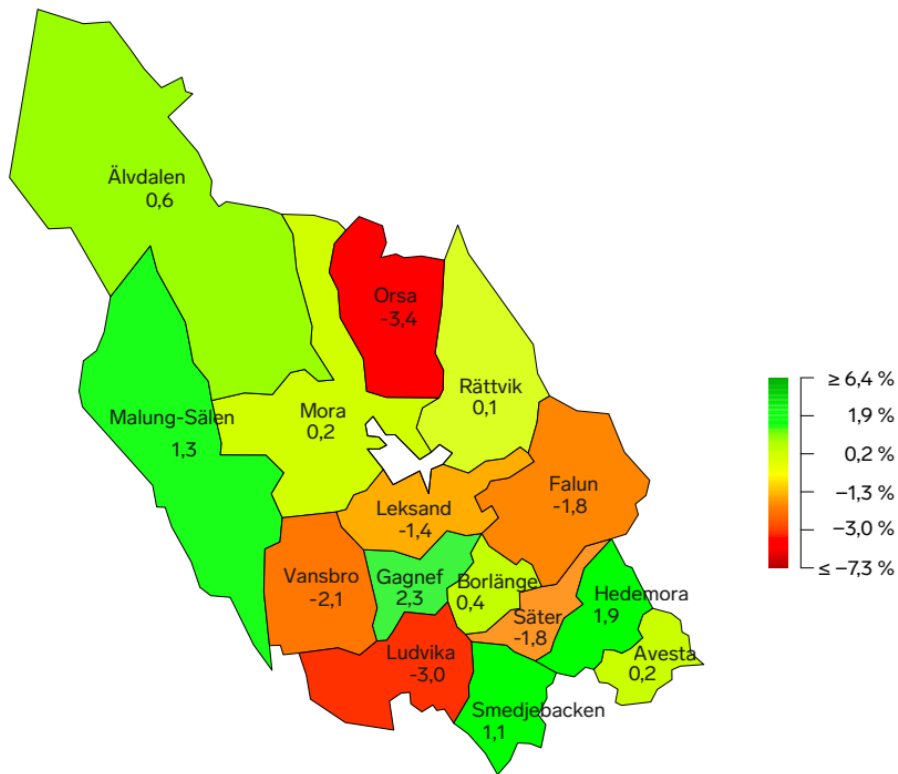 Älvdalen
0,6
Orsa
-3,4
Rättvik
0,1
Mora
0,2
Malung-Sälen
1,3
Falun
-1,8
Leksand
-1,4
Vansbro
-2,1
Gagnef
2,3
Borlänge
0,4
Hedemora
1,9
Säter
-1,8
Ludvika
-3,0
Avesta
0,2
Smedjebacken
1,1
≥ 6,4 %
1,9 %
0,2 %
−1,3 %
−3,0 %
≤ −7,3 %